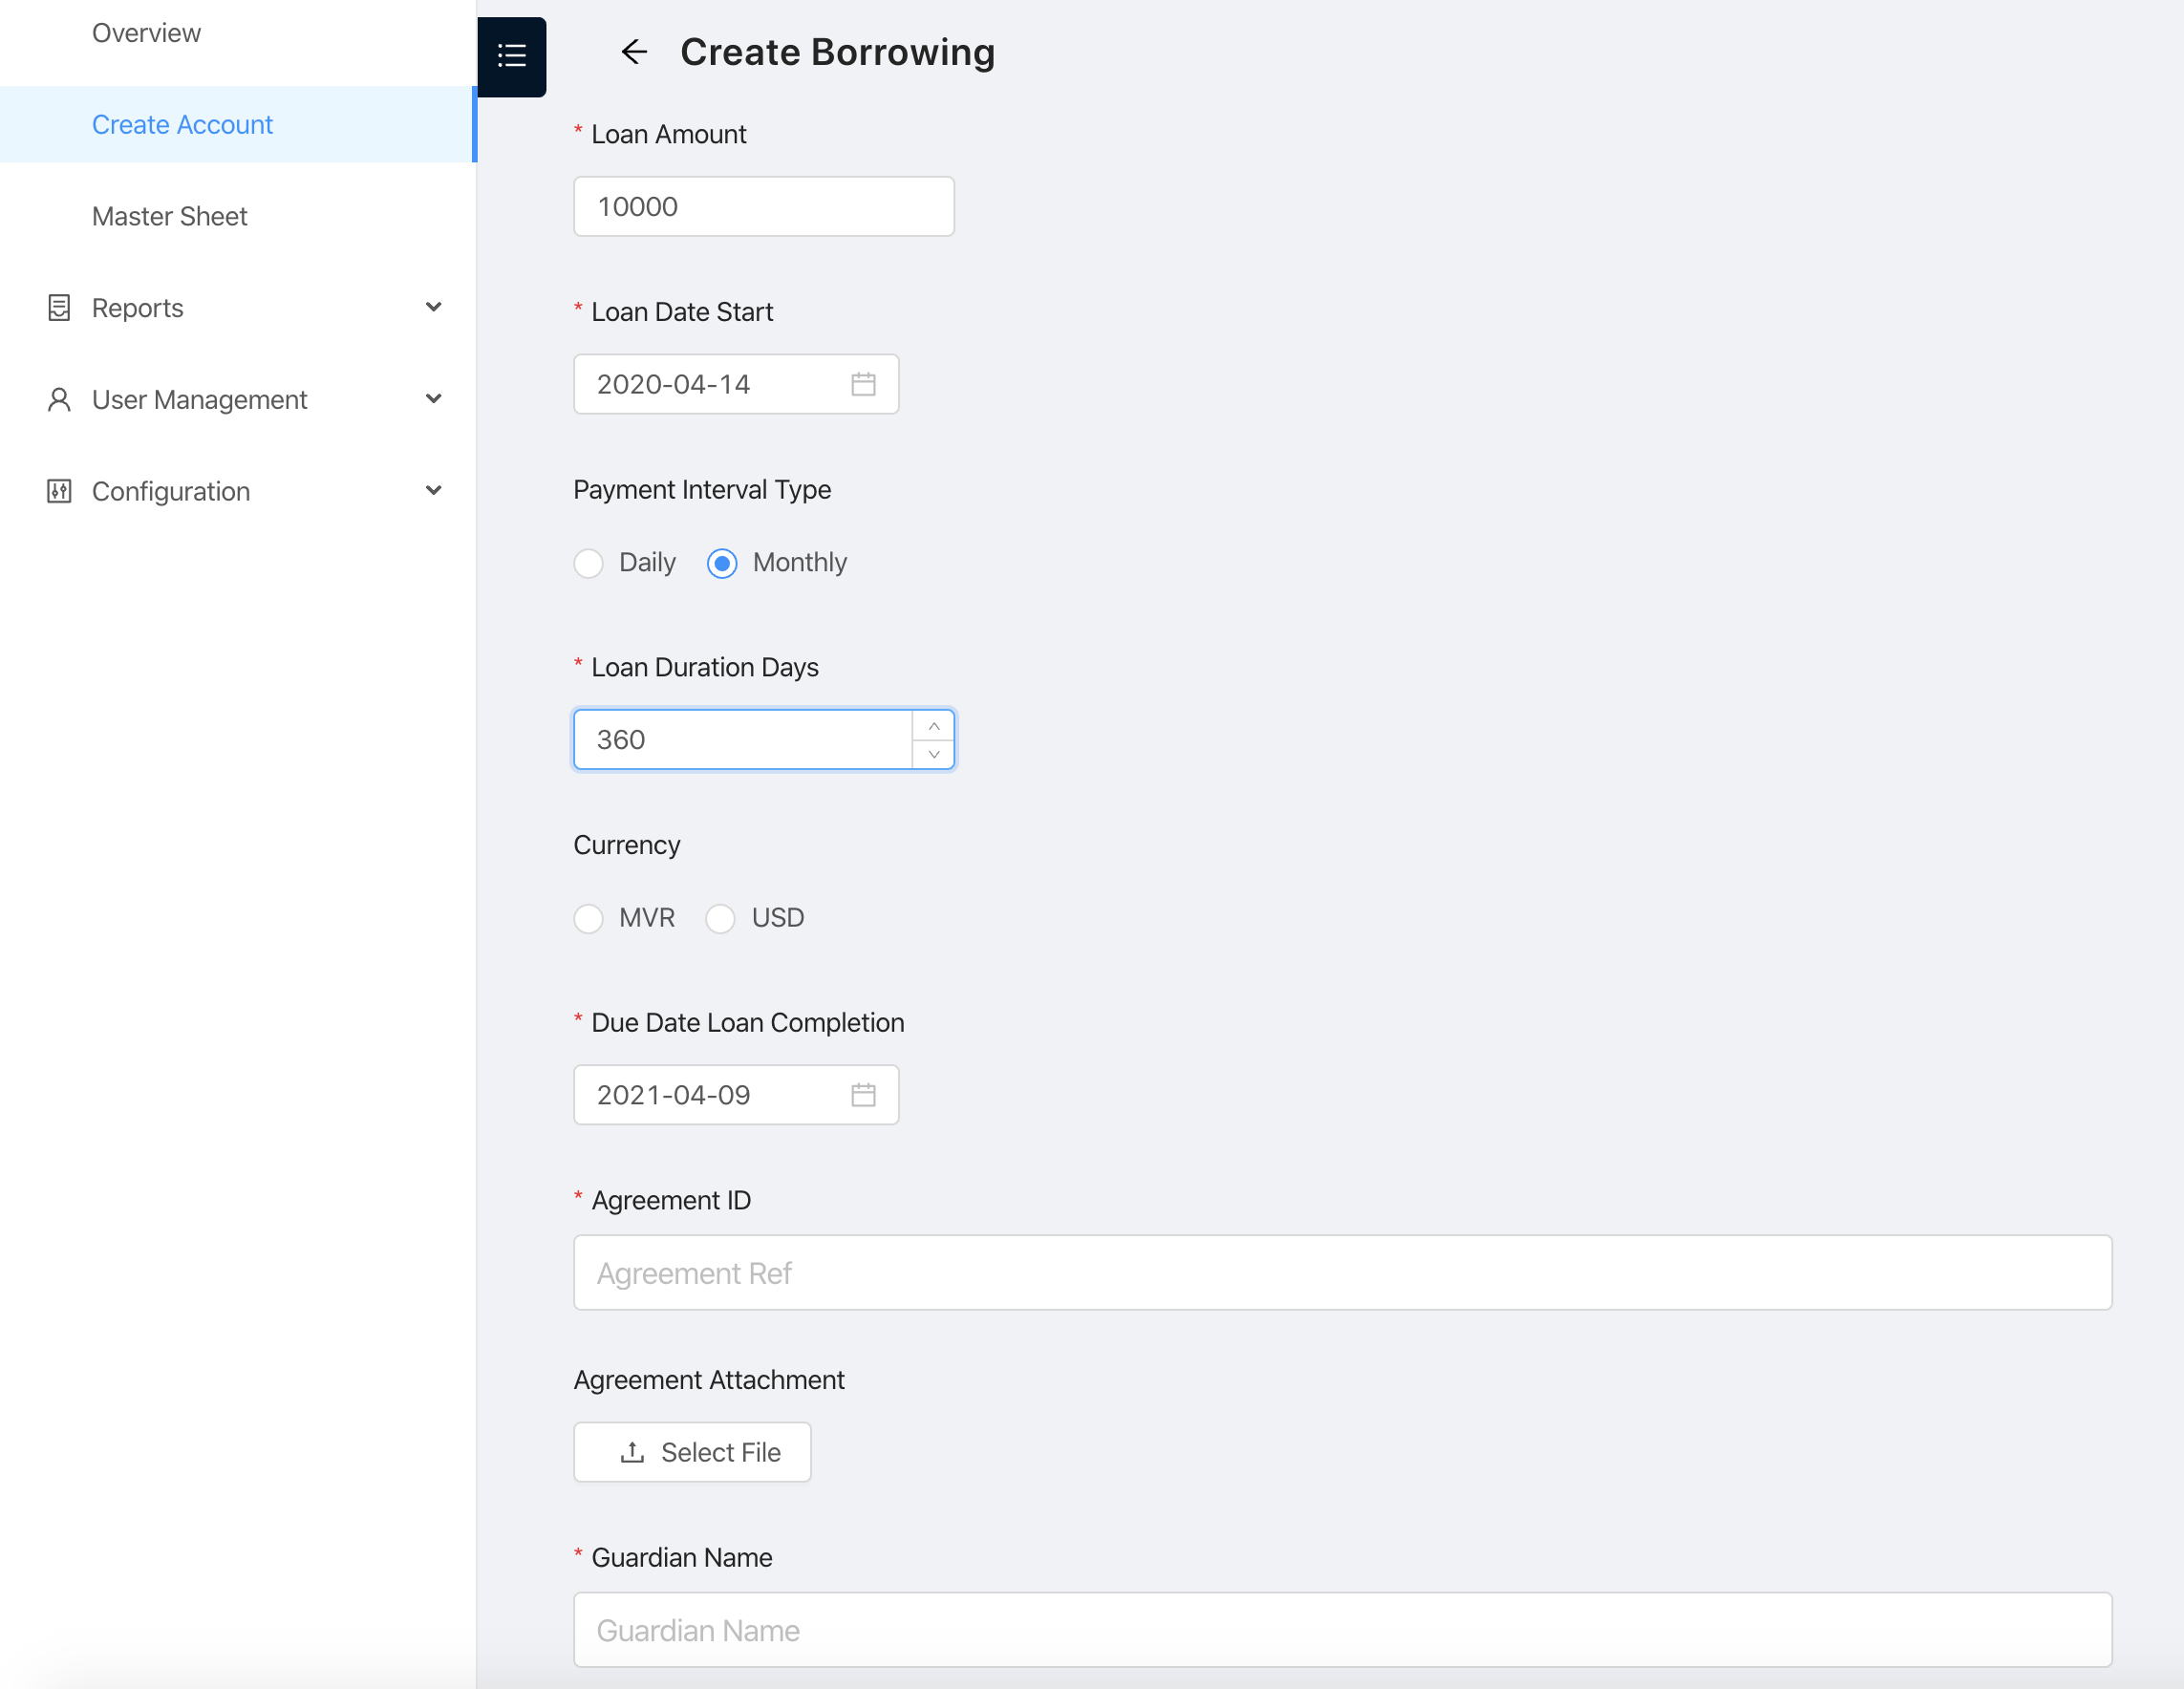 Overview
Create Account
Master Sheet
Reports
User Management
Configuration
Create Borrowing
* Loan Amount
10000
* Loan Date Start
2020-04-14
Payment Interval Type
Daily Monthly
* Loan Duration Days
360
Currency
MVR USD
* Due Date Loan Completion
2021-04-09
* Agreement ID
Agreement Ref
Agreement Attachment
Select File
* Guardian Name
Guardian Name